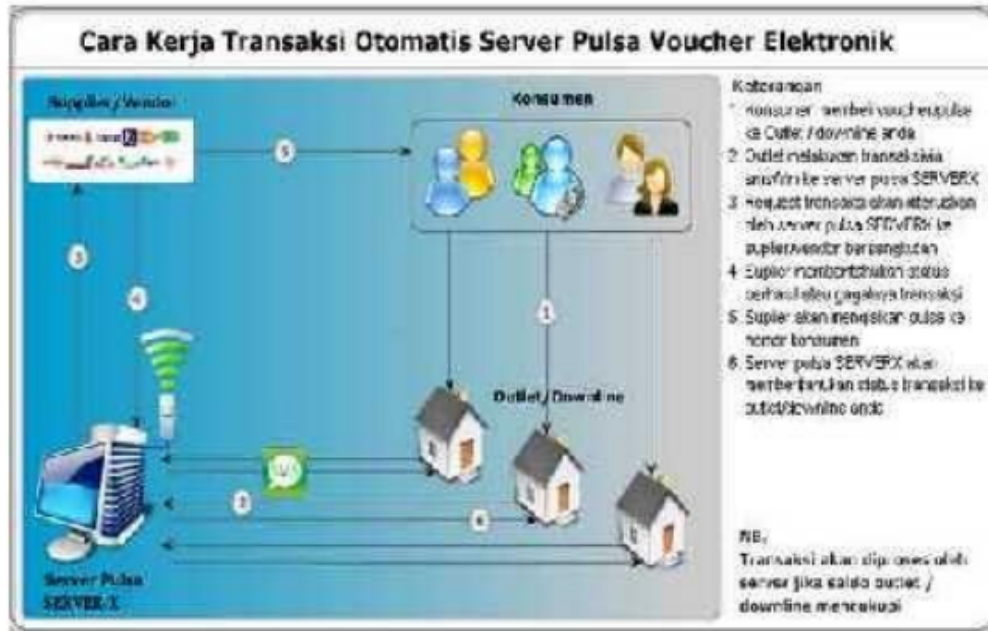 Cara Kerja Transaksi Otomatis Server Pulsa Voucher Elektronik
Supplier / Vendor
Konsumen
5
3
4
1
Outlet / Downline
2
6
Server Pulsa
SERVER-X
Keterangan
1 Konsumen membeli voucher/pulsa
ke Outlet / downline anda
2 Outlet melakukan transaksi via
ke server pulsa SERVERX
3 Request transaksi akan diteruskan
oleh server pulsa SERVERX ke
supplier/vendor bersangkutan
4 Suplier memberitahukan status
berhasil atau gagalnya transaksi
5 Suplier akan mengisikan pulsa ke
nomor konsumen
6 Server pulsa SERVERX akan
memberitahukan status transaksi ke
outlet/downline anda
NB.
Transaksi akan diproses oleh
server jika saldo outlet /
downline mencukupi